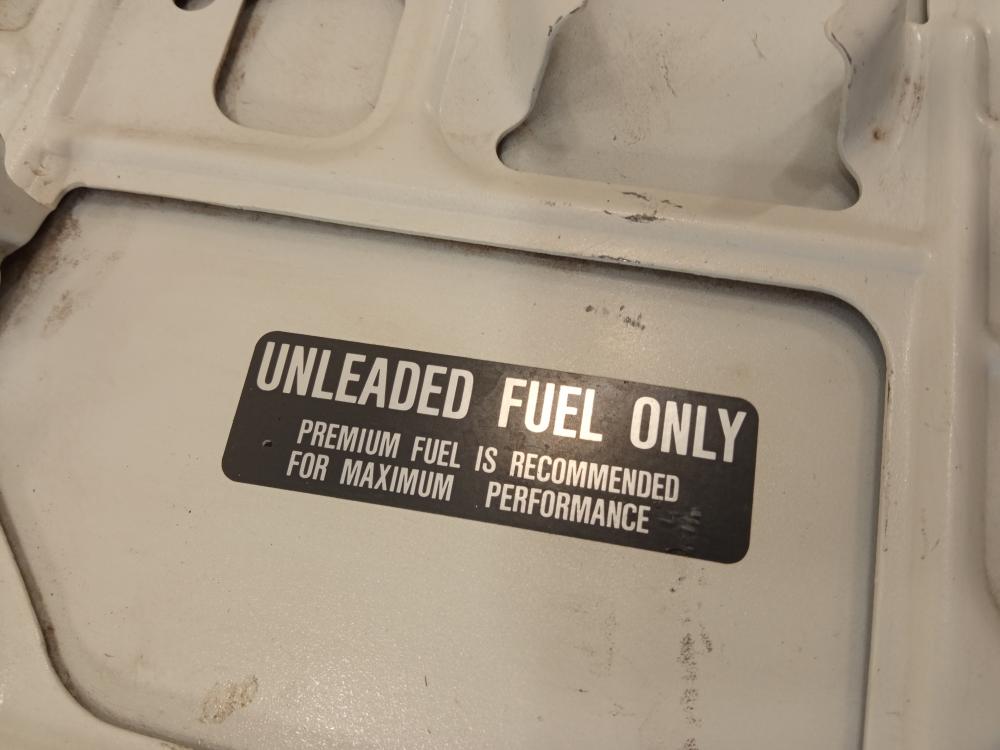 UNLEADED FUEL ONLY
PREMIUM FUEL IS RECOMMENDED
FOR MAXIMUM PERFORMANCE